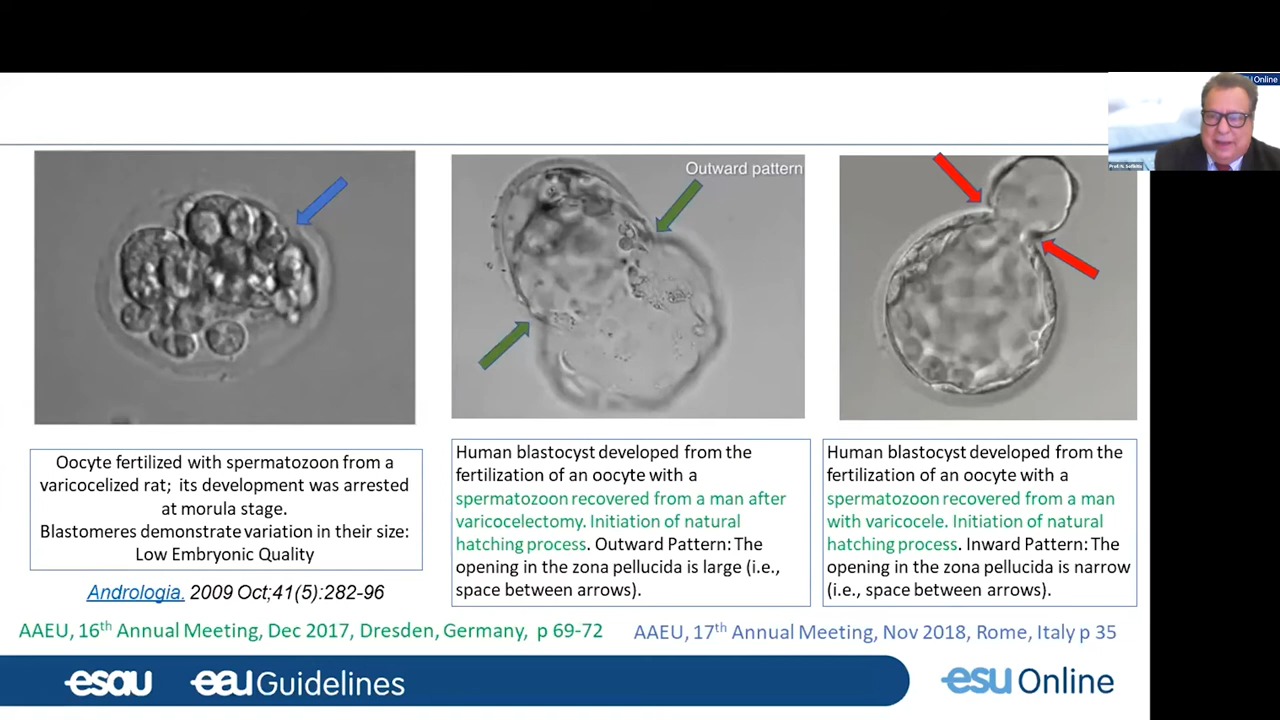 Online
Prof N. Sofikitis
Outward pattern
Oocyte fertilized with spermatozoon from a
varicocelized rat; its development was arrested
at morula stage.
Blastomeres demonstrate variation in their size:
Low Embryonic Quality
Andrologia. 2009 Oct;41(5):282-96
Human blastocyst developed from the
fertilization of an oocyte with a
spermatozoon recovered from a man after
varicocelectomy. Initiation of natural
hatching process. Outward Pattern: The
opening in the zona pellucida is large (i.e.,
space between arrows).
Human blastocyst developed from the
fertilization of an oocyte with a
spermatozoon recovered from a man
with varicocele. Initiation of natural
hatching process. Inward Pattern: The
opening in the zona pellucida is narrow
(i.e., space between arrows).
AAEU, 16th Annual Meeting, Dec 2017, Dresden, Germany, p 69-72
AAEU, 17th Annual Meeting, Nov 2018, Rome, Italy p 35
esau eau Guidelines
esu Online